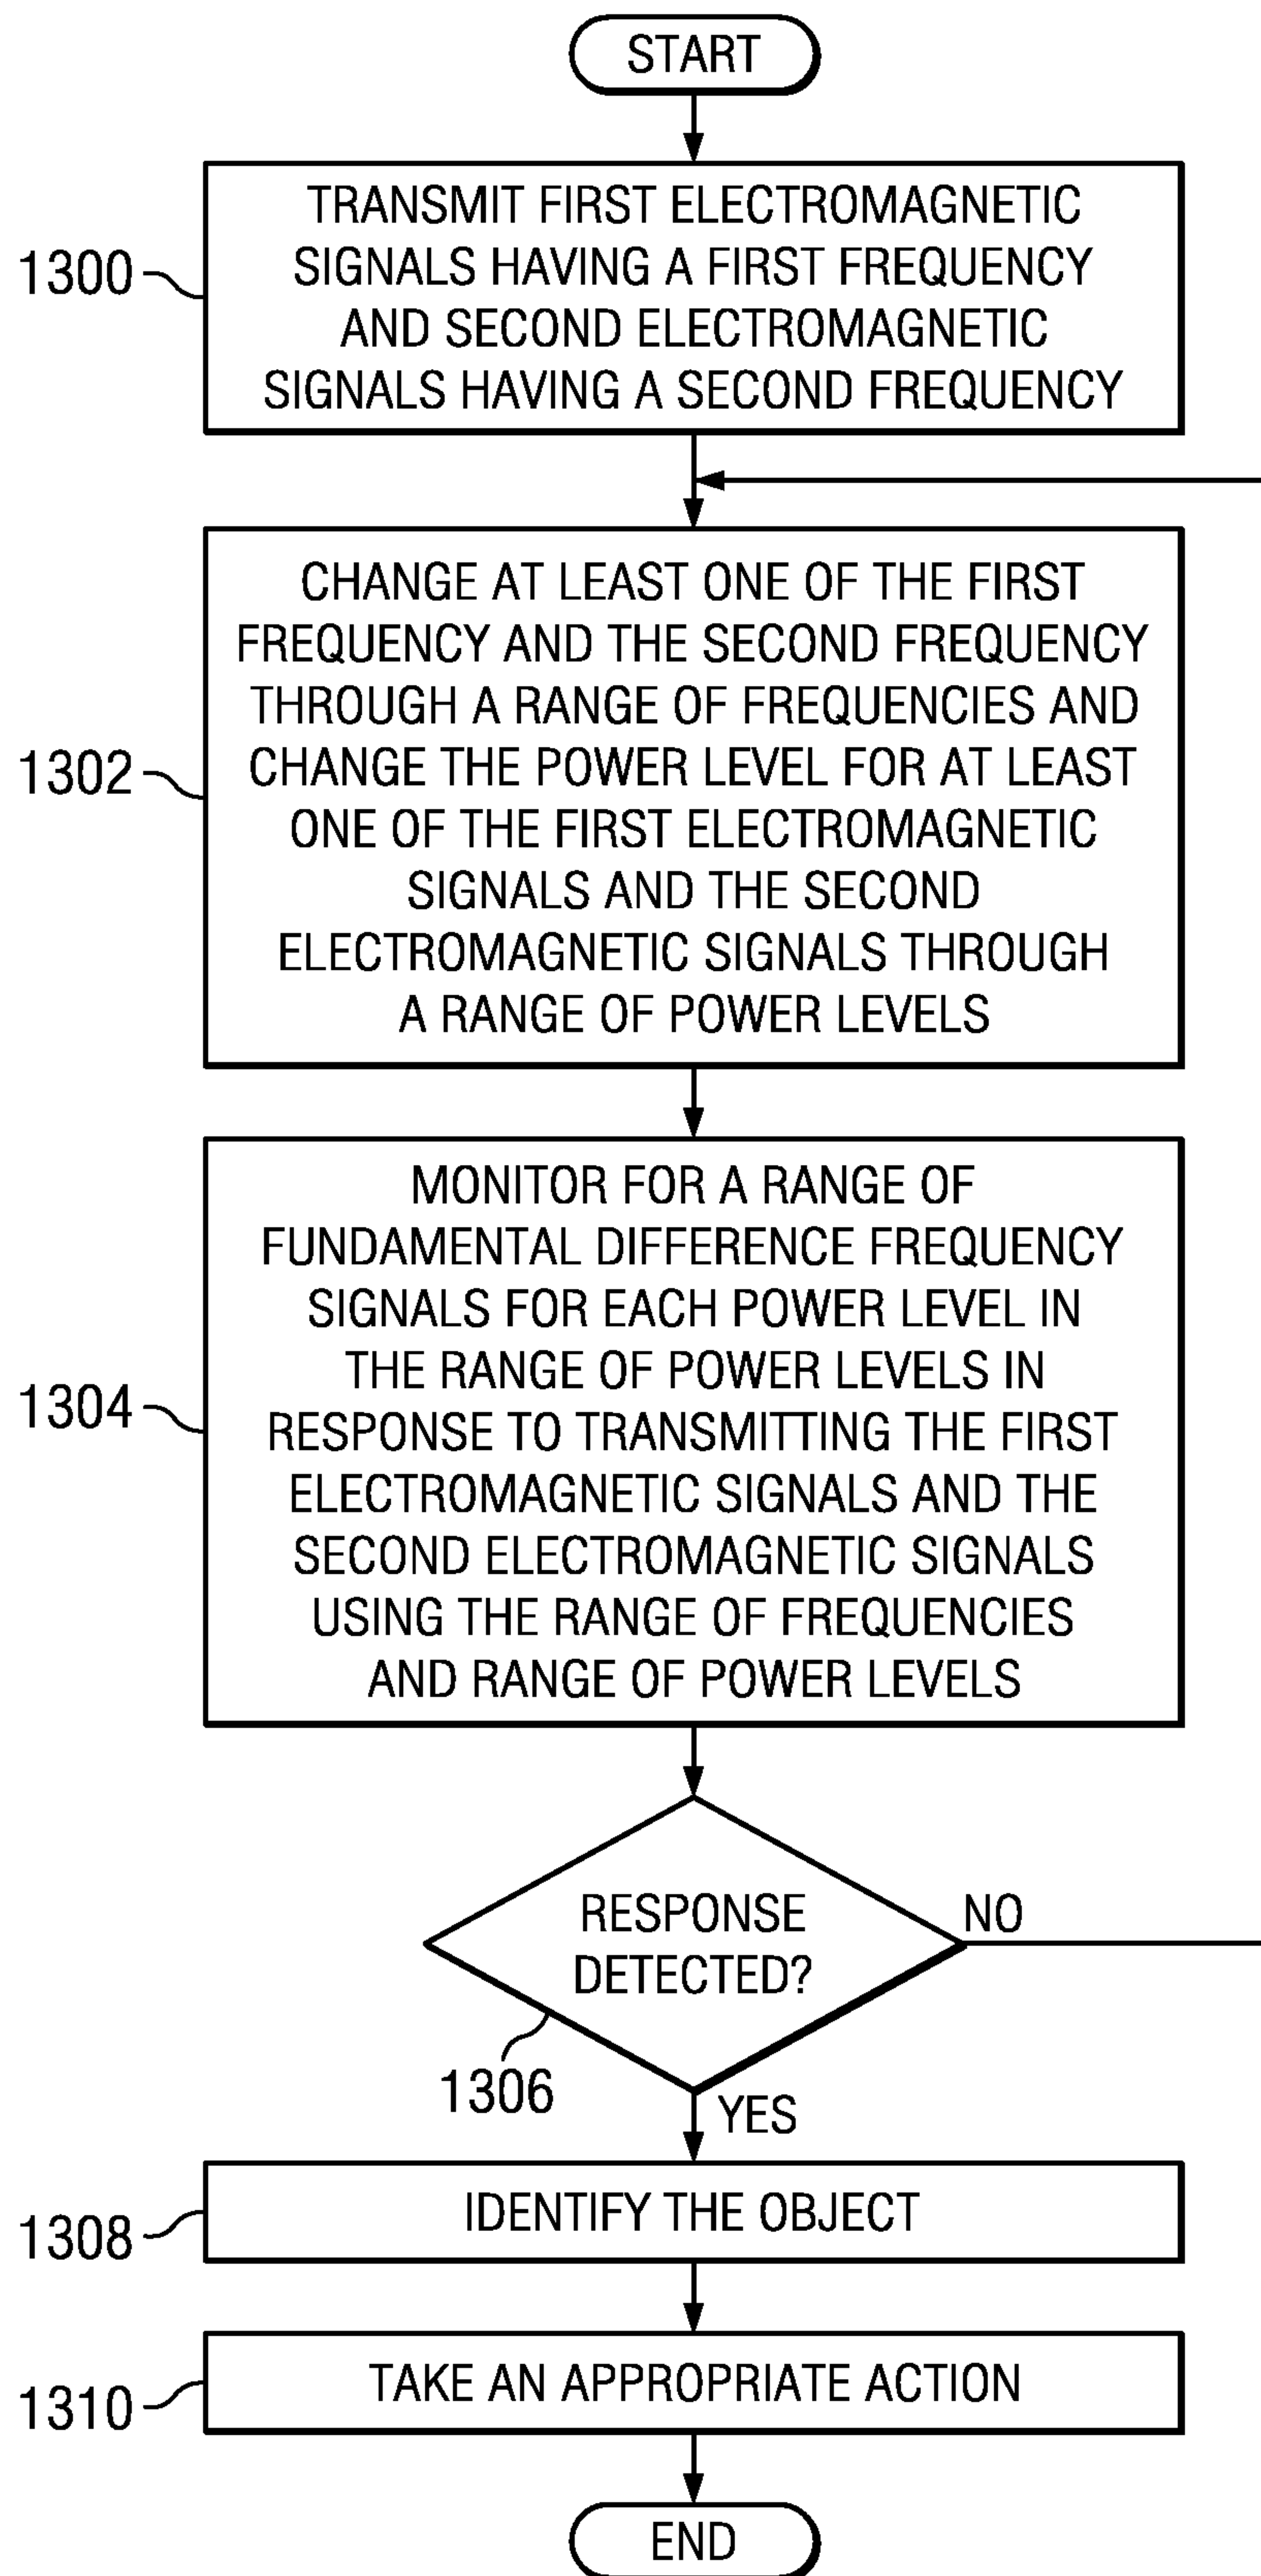 START
TRANSMIT FIRST ELECTROMAGNETIC
SIGNALS HAVING A FIRST FREQUENCY
AND SECOND ELECTROMAGNETIC
SIGNALS HAVING A SECOND FREQUENCY
1300
CHANGE AT LEAST ONE OF THE FIRST
FREQUENCY AND THE SECOND FREQUENCY
THROUGH A RANGE OF FREQUENCIES AND
CHANGE THE POWER LEVEL FOR AT LEAST
ONE OF THE FIRST ELECTROMAGNETIC
SIGNALS AND THE SECOND
ELECTROMAGNETIC SIGNALS THROUGH
A RANGE OF POWER LEVELS
1302
MONITOR FOR A RANGE OF
FUNDAMENTAL DIFFERENCE FREQUENCY
SIGNALS FOR EACH POWER LEVEL IN
THE RANGE OF POWER LEVELS IN
RESPONSE TO TRANSMITTING THE FIRST
ELECTROMAGNETIC SIGNALS AND THE
SECOND ELECTROMAGNETIC SIGNALS
USING THE RANGE OF FREQUENCIES
AND RANGE OF POWER LEVELS
1304
RESPONSE
DETECTED?
NO
1306
YES
IDENTIFY THE OBJECT
1308
TAKE AN APPROPRIATE ACTION
1310
END